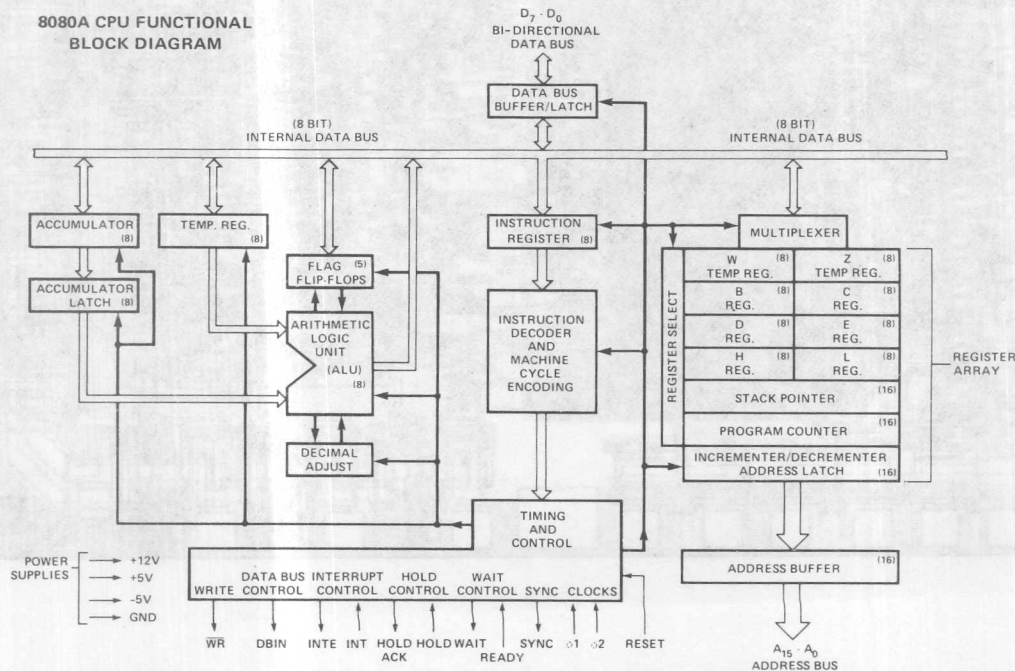 8080A CPU FUNCTIONAL
BLOCK DIAGRAM
D7 - D0
BI-DIRECTIONAL
DATA BUS
DATA BUS
BUFFER/LATCH
(8 BIT)
INTERNAL DATA BUS
(8 BIT)
INTERNAL DATA BUS
ACCUMULATOR
(8)
TEMP. REG.
(8)
INSTRUCTION
REGISTER (8)
MULTIPLEXER
ACCUMULATOR
LATCH (8)
FLAG (5)
FLIP-FLOPS
ARITHMETIC
LOGIC
UNIT
(ALU)
(8)
DECIMAL
ADJUST
INSTRUCTION
DECODER
AND
MACHINE
CYCLE
ENCODING
REGISTER SELECT
W (8)
TEMP REG.
Z (8)
TEMP REG.
B (8)
REG.
C (8)
REG.
D (8)
REG.
E (8)
REG.
H (8)
REG.
L (8)
REG.
STACK POINTER (16)
PROGRAM COUNTER (16)
INCREMENTER/DECREMENTER
ADDRESS LATCH (16)
REGISTER
ARRAY
TIMING
AND
CONTROL
POWER
SUPPLIES
+12V
+5V
-5V
GND
WRITE
DATA BUS
CONTROL
INTERRUPT
CONTROL
HOLD
CONTROL
WAIT
CONTROL
SYNC
CLOCKS
WR
DBIN
INTE
INT
HOLD
ACK
HOLD
WAIT
READY
SYNC
φ1
φ2
RESET
ADDRESS BUFFER (16)
A15 - A0
ADDRESS BUS